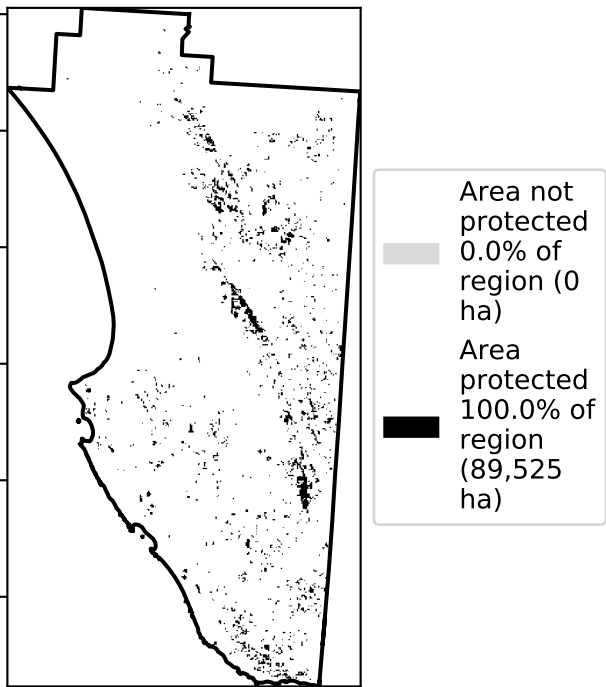 Area not
protected
0.0% of
region (0
ha)
Area
protected
100.0% of
region
(89,525
ha)